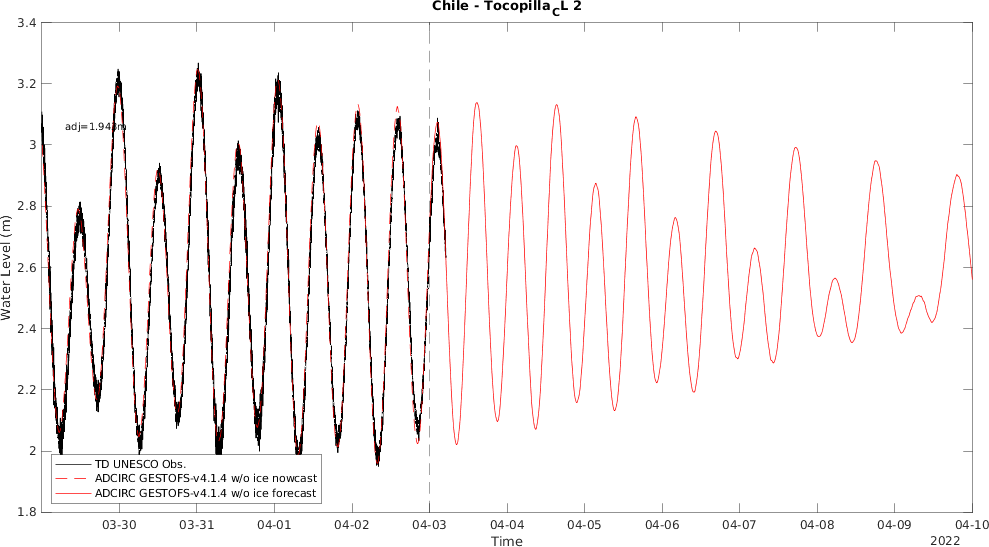 Chile - Tocopilla_CL 2
3.4
3.2
3
2.8
2.6
2.4
2.2
2
1.8
Water Level (m)
adj=1.943m
TD UNESCO Obs.
ADCIRC GESTOFS-v4.1.4 w/o ice nowcast
ADCIRC GESTOFS-v4.1.4 w/o ice forecast
03-30 03-31 04-01 04-02 04-03 04-04 04-05 04-06 04-07 04-08 04-09 04-10
Time
2022